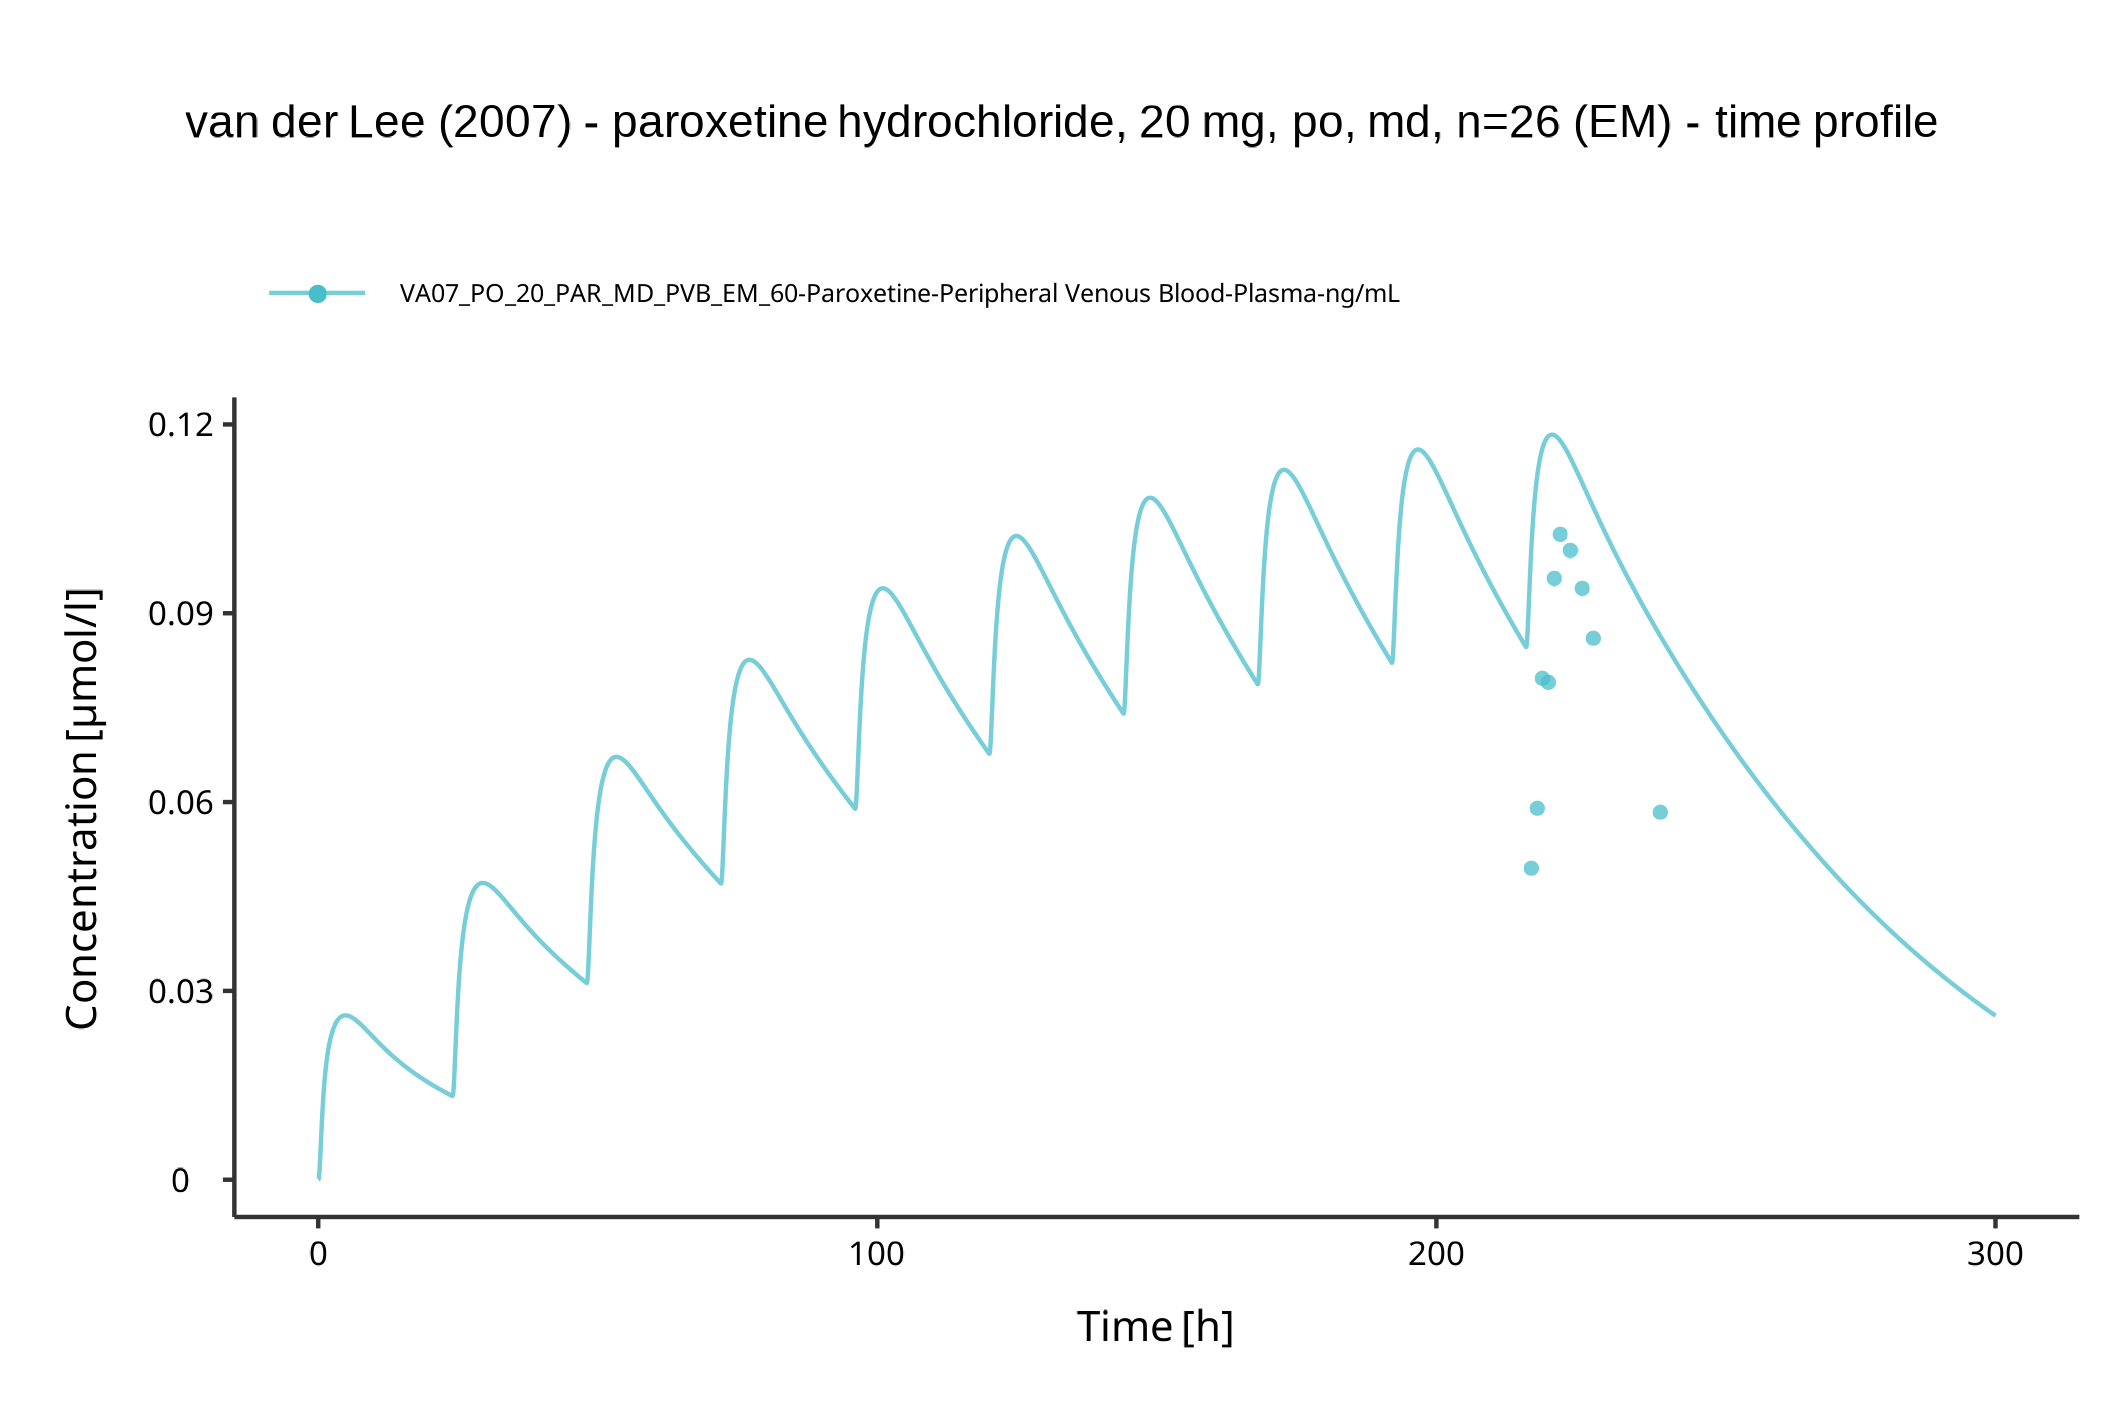 van der Lee (2007) - paroxetine hydrochloride, 20 mg, po, md, n=26 (EM) - time profile
VA07_PO_20_PAR_MD_PVB_EM_60-Paroxetine-Peripheral Venous Blood-Plasma-ng/mL
0.12
0.09
0.06
0.03
0
Concentration [µmol/l]
0 100 200 300
Time [h]